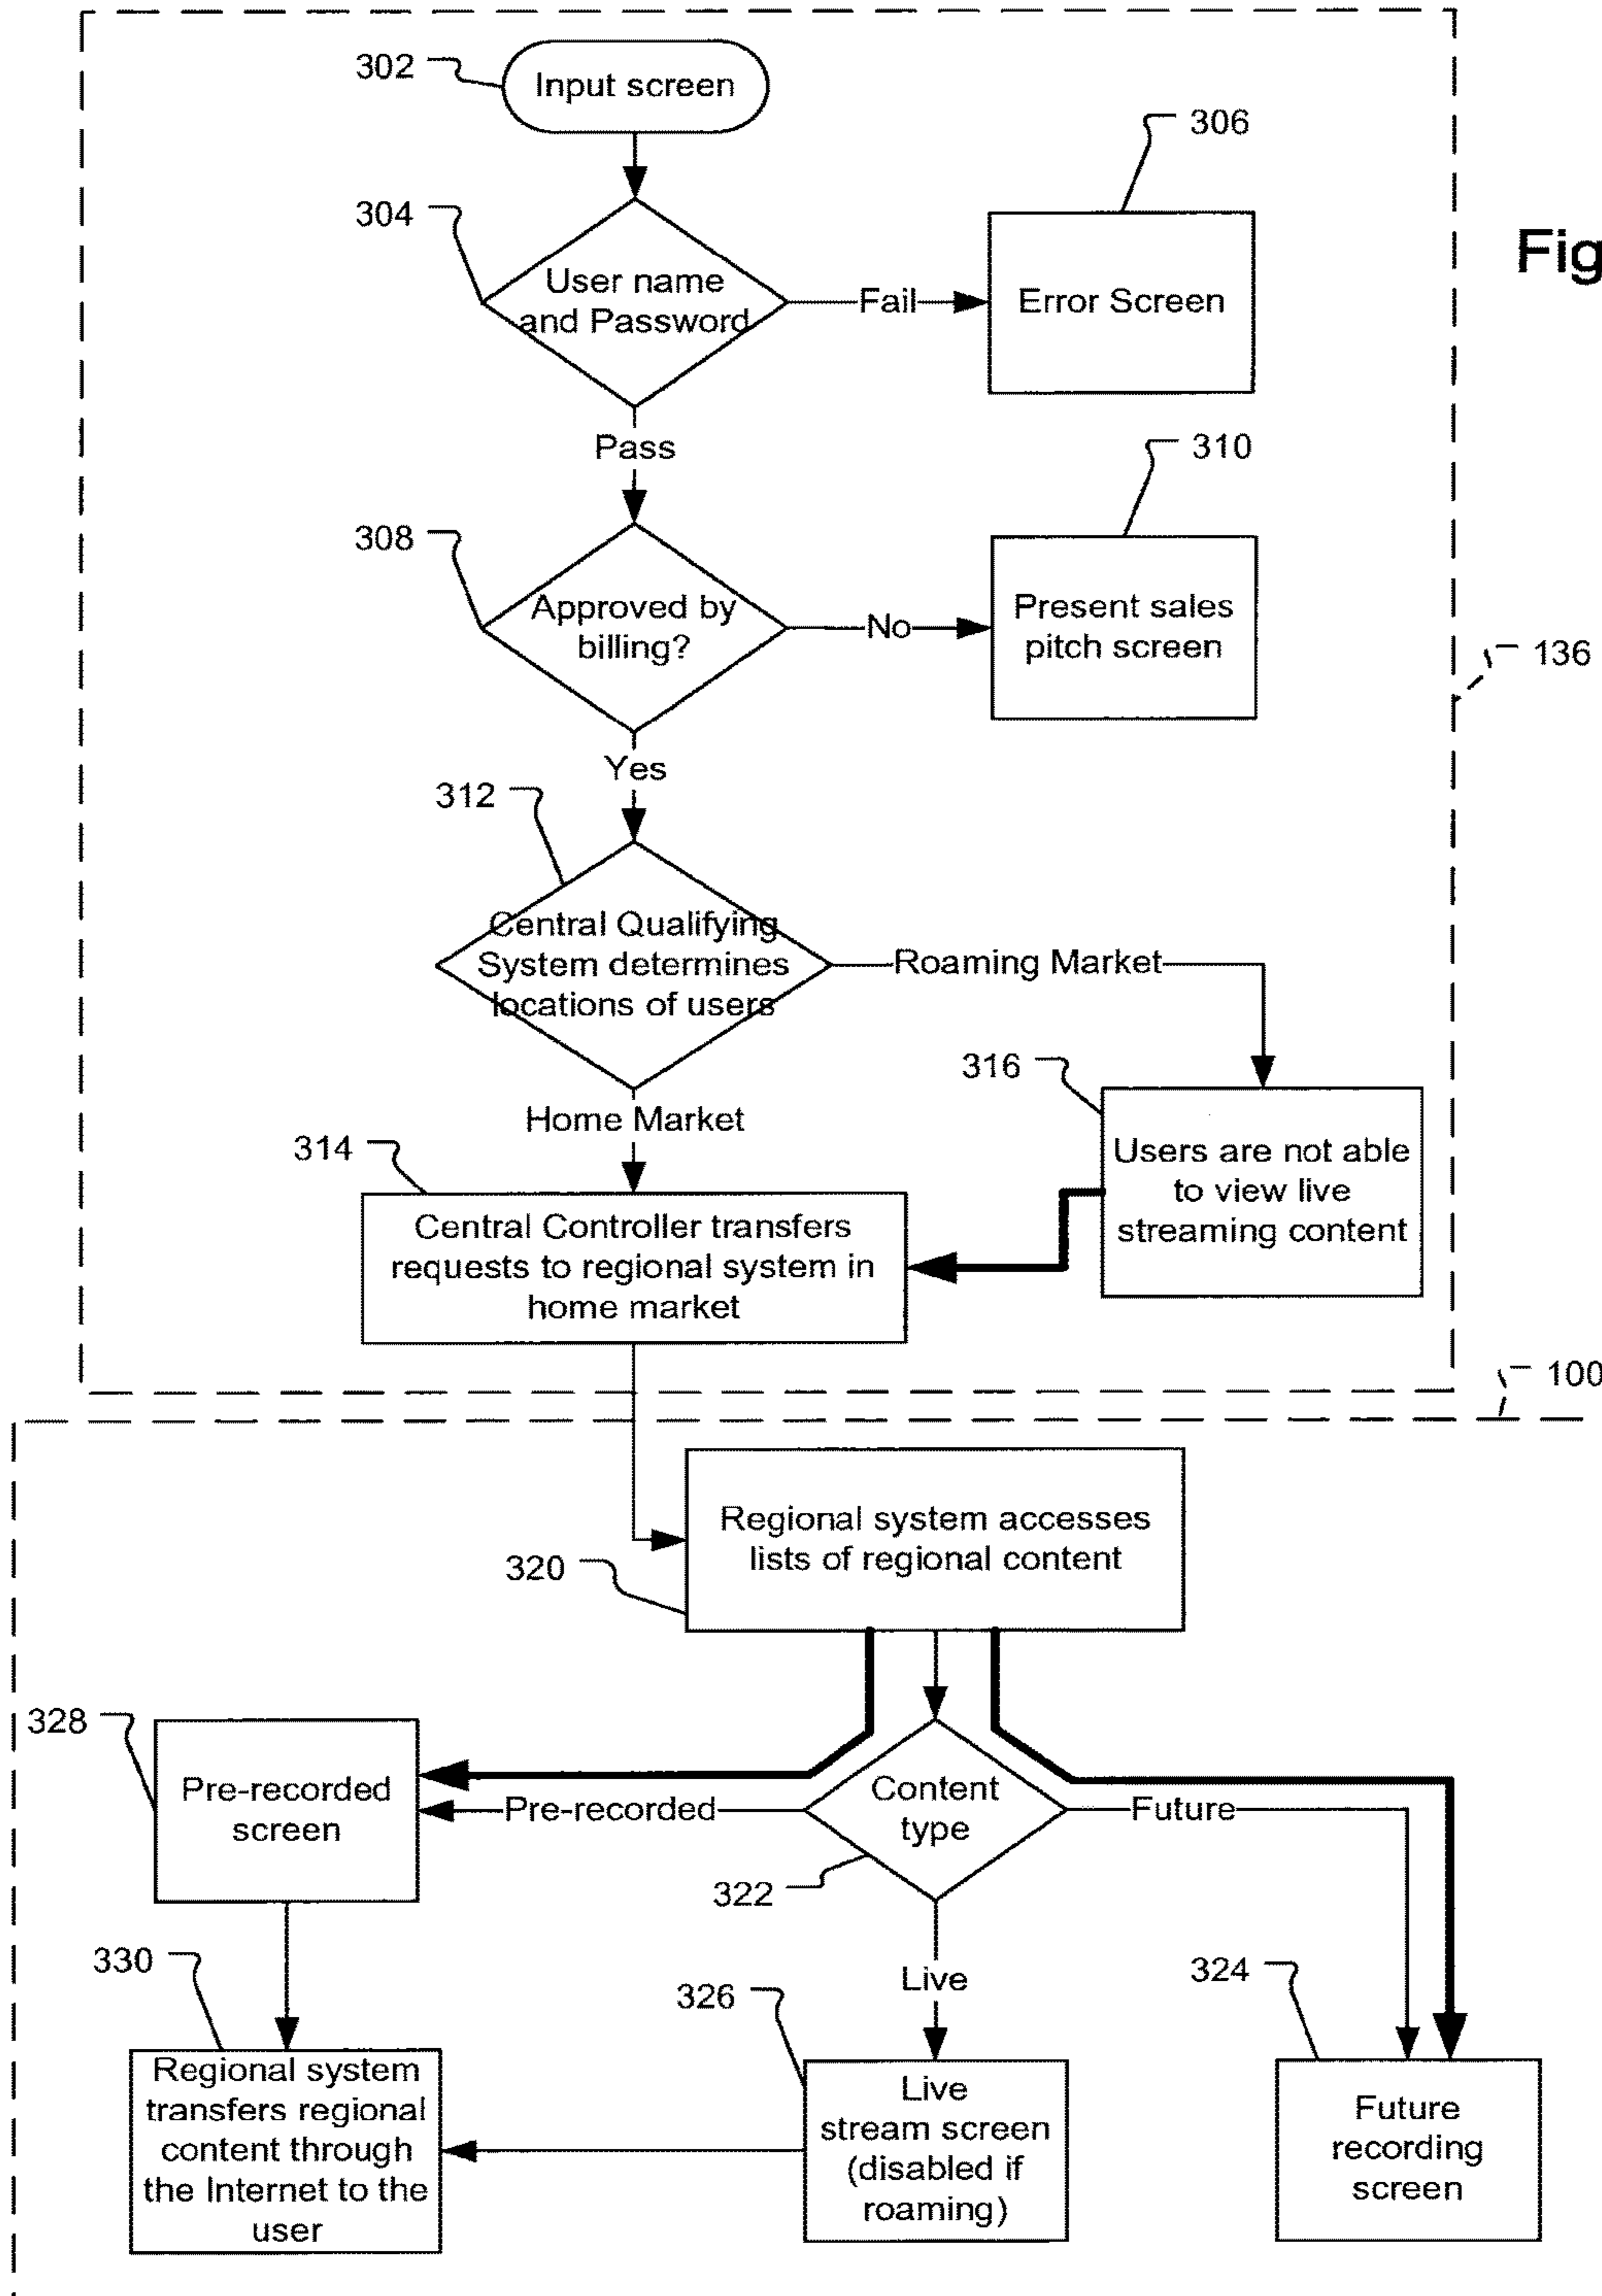 302
Input screen
306
304
User name
and Password
Fail
Error Screen
Fig
Pass
310
308
Approved by
billing?
No
Present sales
pitch screen
136
Yes
312
Central Qualifying
System determines
locations of users
Roaming Market
316
Home Market
Users are not able
to view live
streaming content
314
Central Controller transfers
requests to regional system in
home market
100
Regional system accesses
lists of regional content
320
328
Pre-recorded
screen
Pre-recorded
Content
type
Future
322
330
Live
326
324
Regional system
transfers regional
content through
the Internet to the
user
Live
stream screen
(disabled if
roaming)
Future
recording
screen